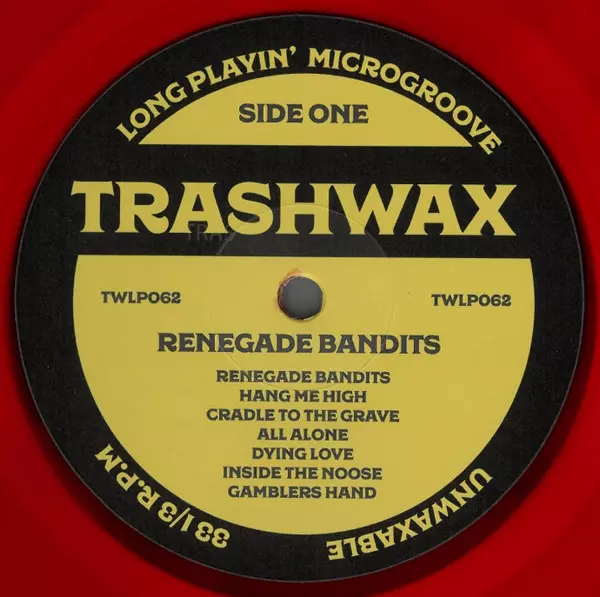 LONG PLAYIN' MICROGROOVE
SIDE ONE
TRASHWAX
TRAS
TWLP062
TWLP062
RENEGADE BANDITS
RENEGADE BANDITS
HANG ME HIGH
CRADLE TO THE GRAVE
ALL ALONE
DYING LOVE
INSIDE THE NOOSE
GAMBLERS HAND
33 1/3 R.P.M
UNWAXABLE